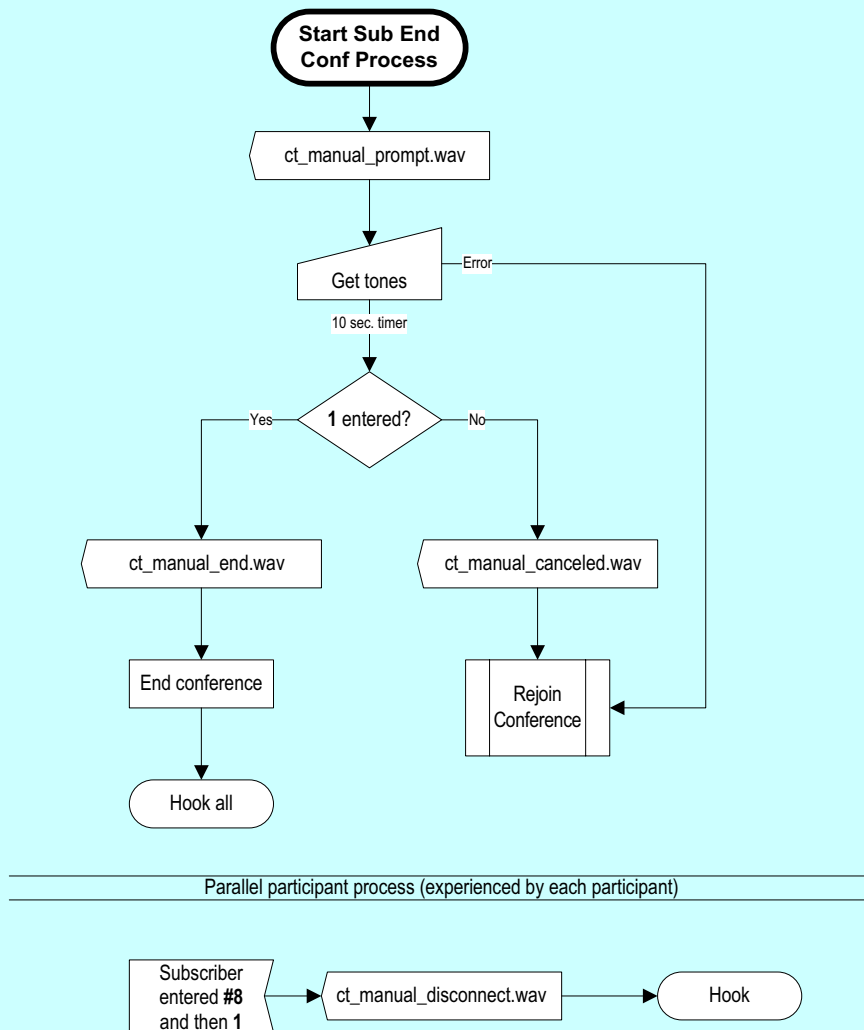 Start Sub End
Conf Process
ct_manual_prompt.wav
Get tones
Error
10 sec. timer
Yes
1 entered?
No
ct_manual_end.wav
ct_manual_canceled.wav
End conference
Rejoin
Conference
Hook all
Parallel participant process (experienced by each participant)
Subscriber
entered #8
and then 1
ct_manual_disconnect.wav
Hook